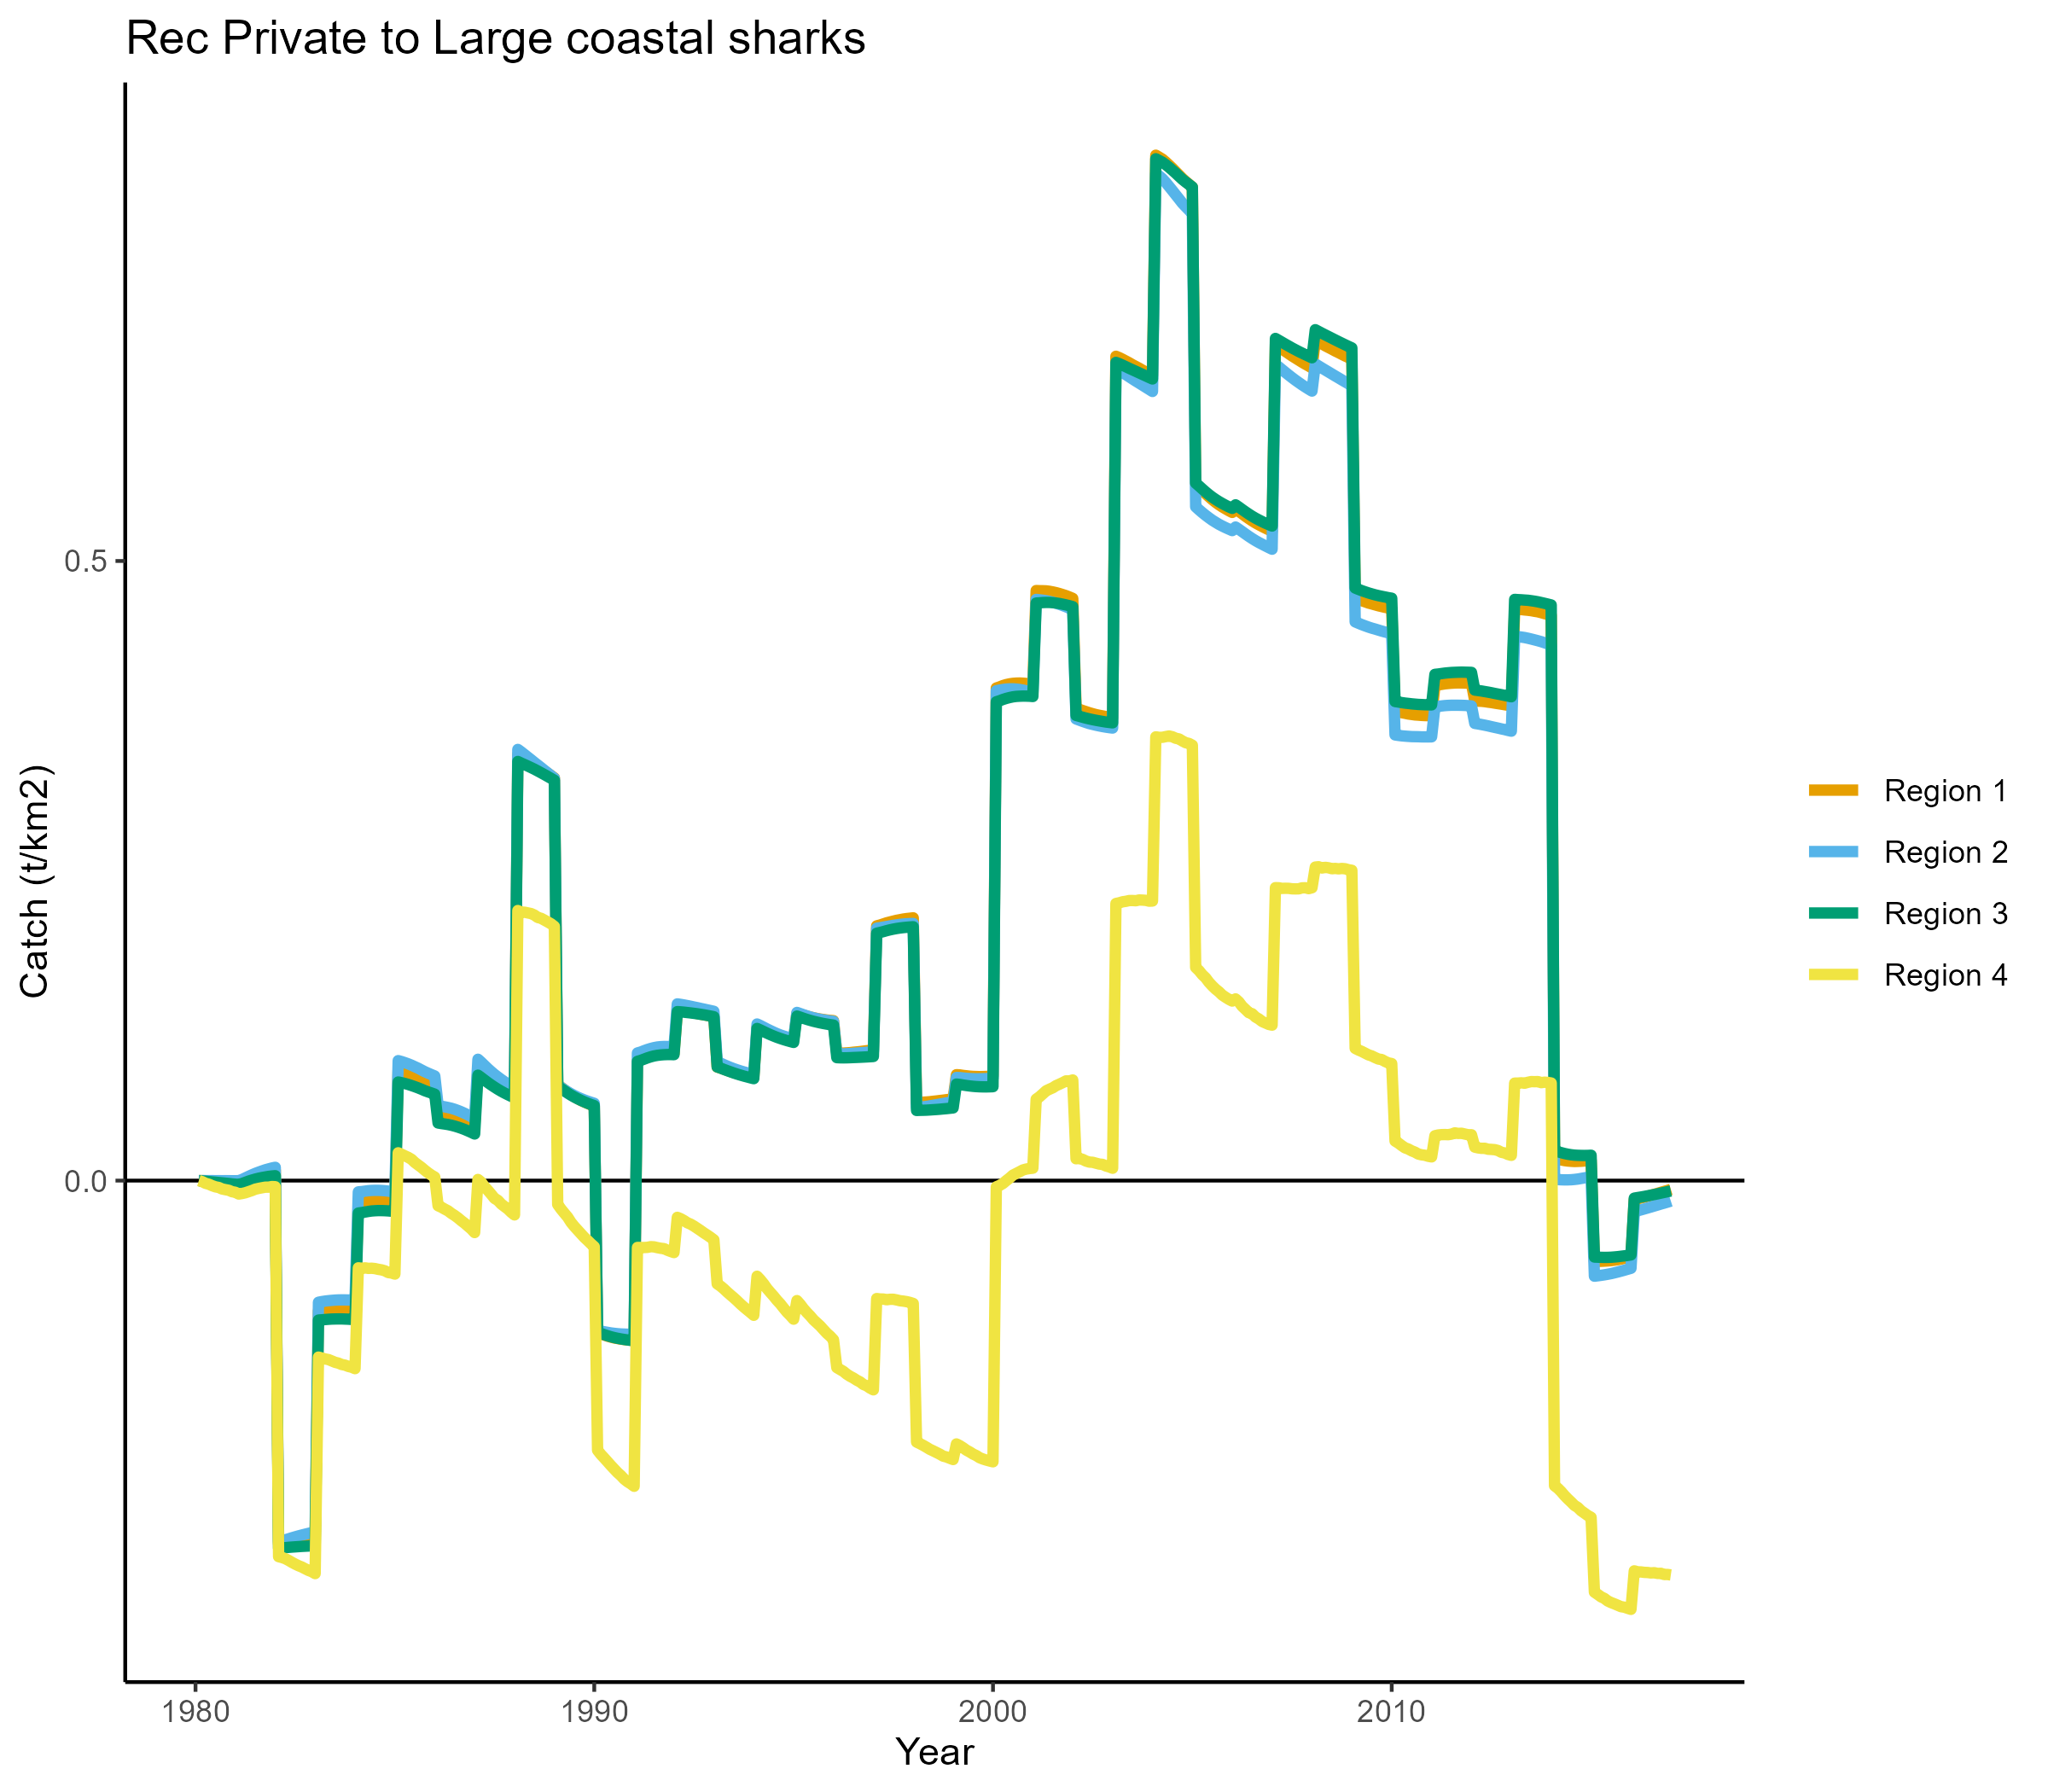 Rec Private to Large coastal sharks
Catch (t/km2)
0.5
0.0
1980
1990
2000
2010
Year
Region 1
Region 2
Region 3
Region 4